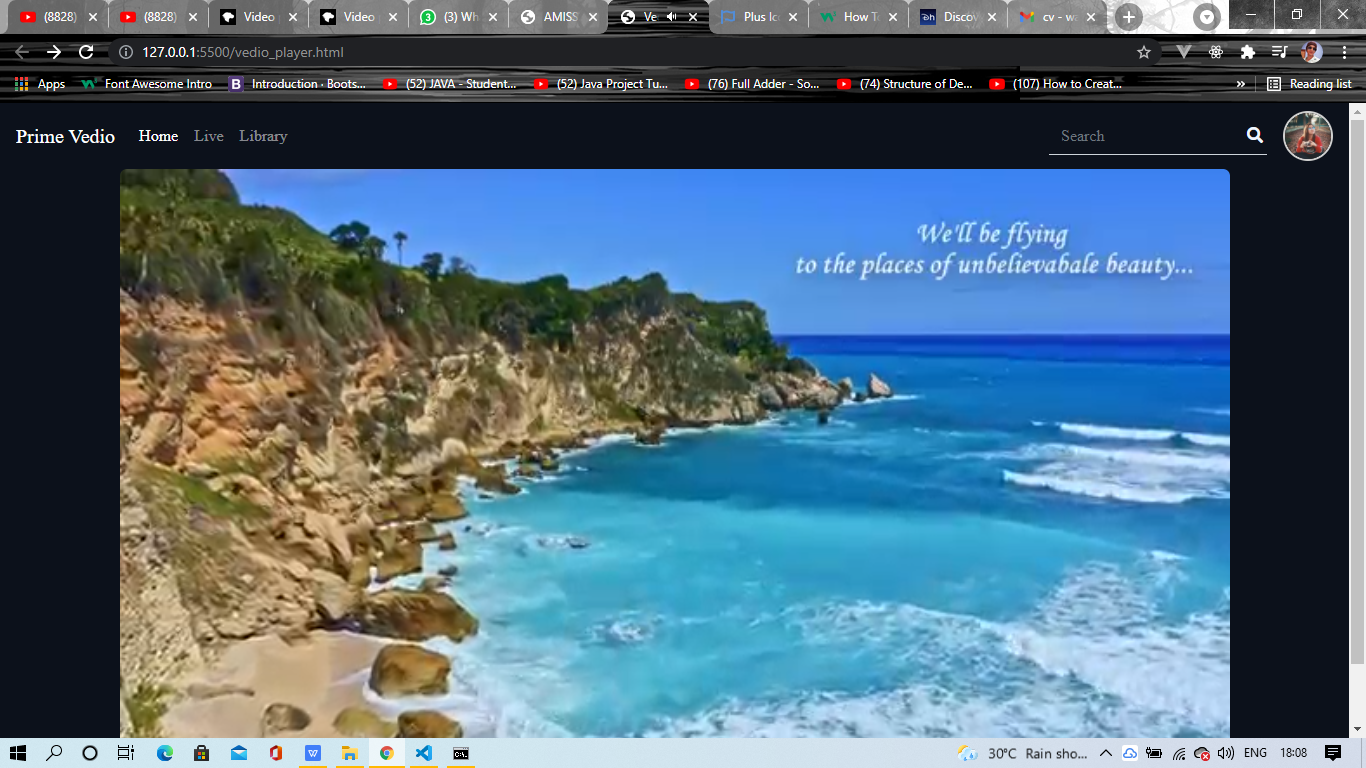 (8828)
(8828)
Video
Video
(3) Wh
AMISS
Ve
Plus Ic
How To
Discov
cv - wa
127.0.0.1:5500/vedio_player.html
Apps
Font Awesome Intro
Introduction · Boots...
(52) JAVA - Student...
(52) Java Project Tu...
(76) Full Adder - So...
(74) Structure of De...
(107) How to Creat...
»
Reading list
Prime Vedio
Home
Live
Library
Search
We'll be flying
to the places of unbelievabale beauty...
30°C Rain sho...
ENG
18:08